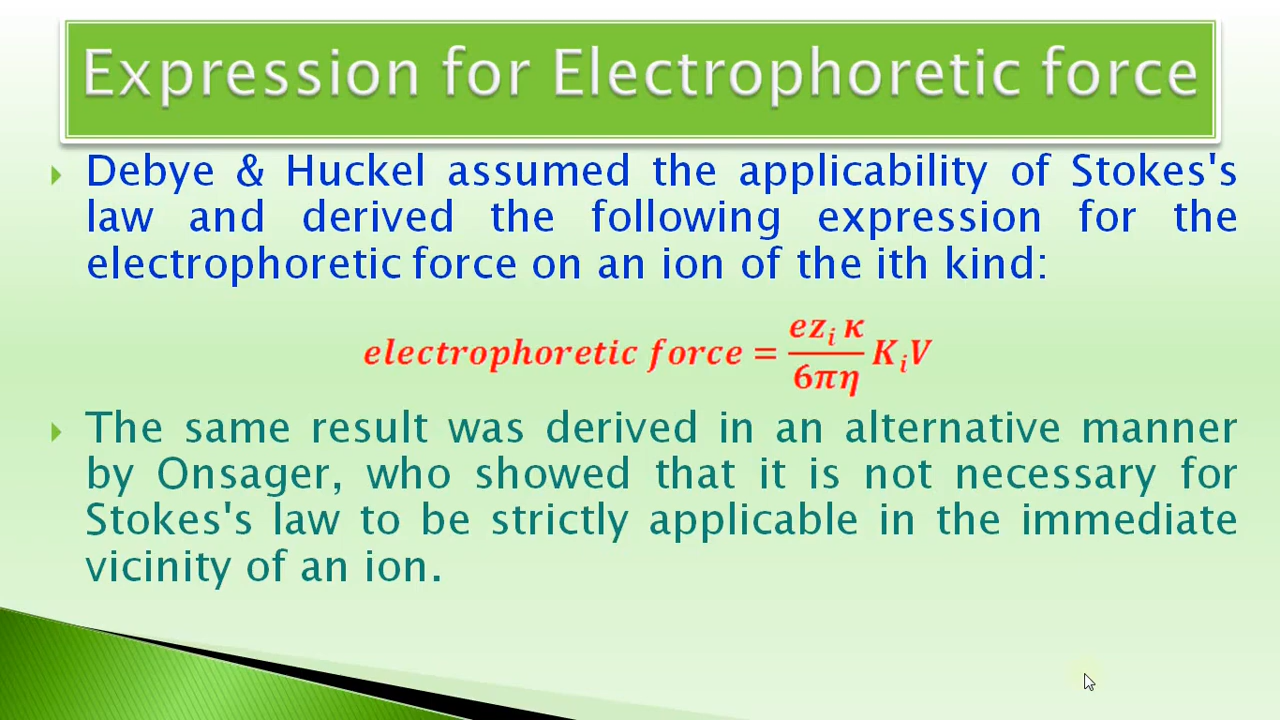 Expression for Electrophoretic force
Debye & Huckel assumed the applicability of Stokes's
law and derived the following expression for the
electrophoretic force on an ion of the ith kind:
electrophoretic force = \frac{ez_i κ}{6πη} K_iV
The same result was derived in an alternative manner
by Onsager, who showed that it is not necessary for
Stokes's law to be strictly applicable in the immediate
vicinity of an ion.